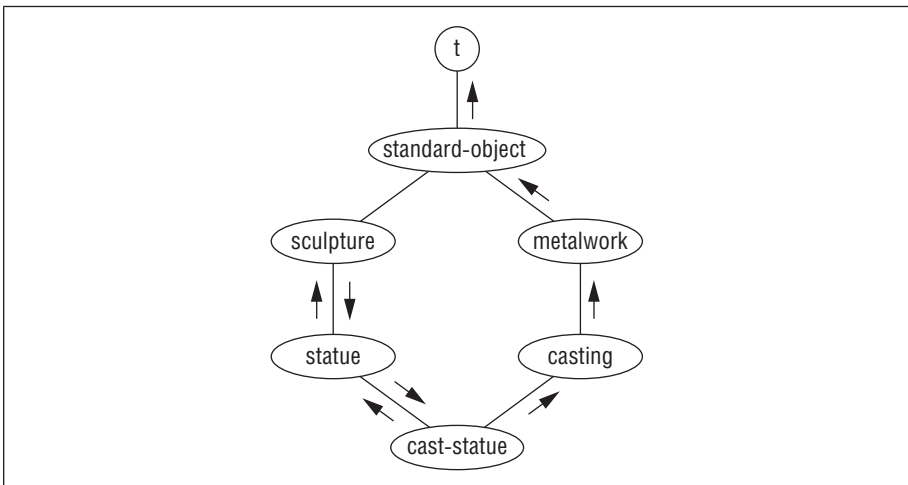 t
standard-object
sculpture metalwork
statue casting
cast-statue